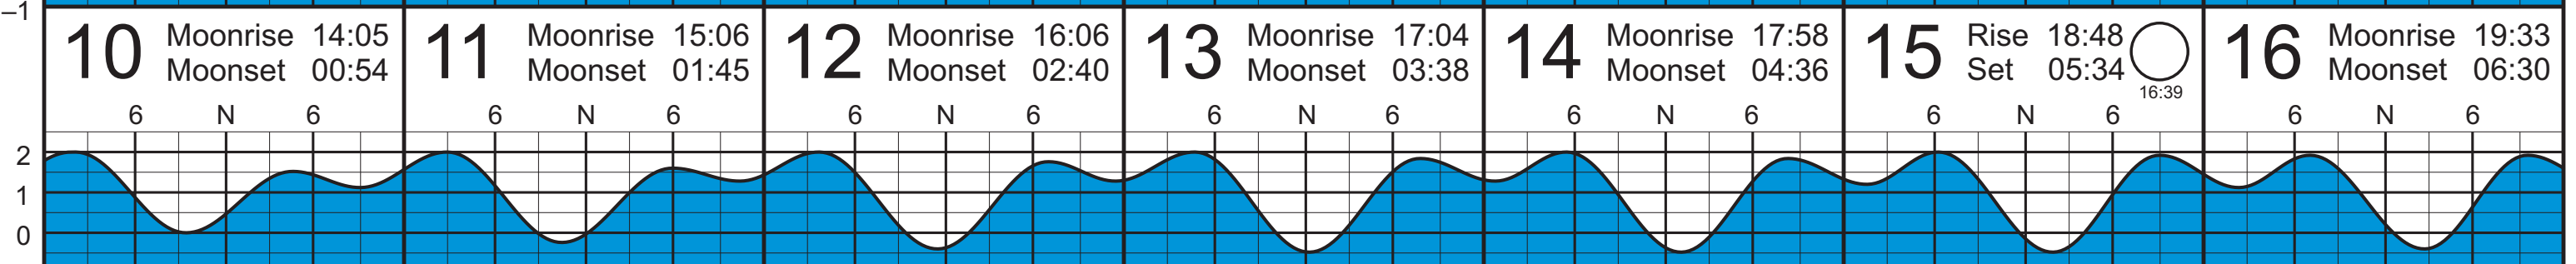 –1
10 Moonrise 14:05 Moonset 00:54
11 Moonrise 15:06 Moonset 01:45
12 Moonrise 16:06 Moonset 02:40
13 Moonrise 17:04 Moonset 03:38
14 Moonrise 17:58 Moonset 04:36
15 Rise 18:48 Set 05:34 16:39
16 Moonrise 19:33 Moonset 06:30
6 N 6 6 N 6 6 N 6 6 N 6 6 N 6 6 N 6 6 N 6
2
1
0